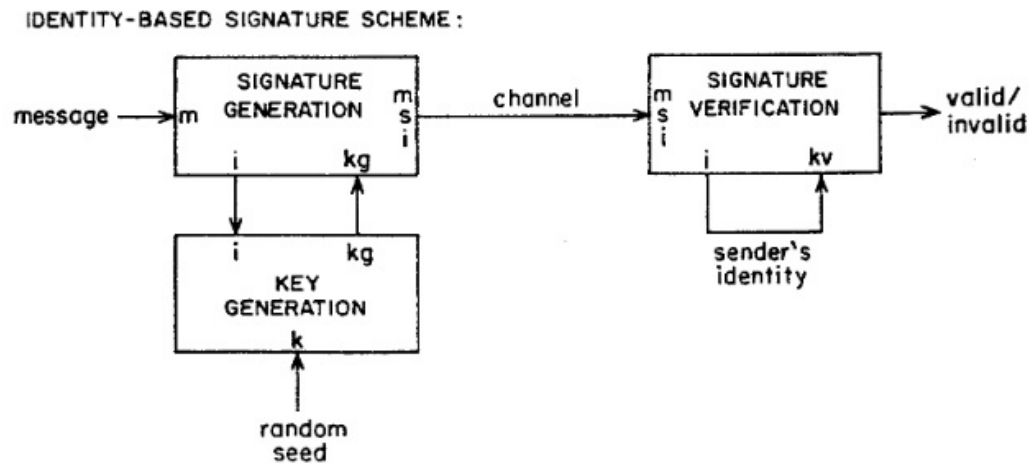 IDENTITY-BASED SIGNATURE SCHEME:
SIGNATURE
GENERATION
message
m
m
s
i
i
kg
channel
SIGNATURE
VERIFICATION
m
s
i
i
kv
valid/
invalid
sender's
identity
i
kg
KEY
GENERATION
k
random
seed